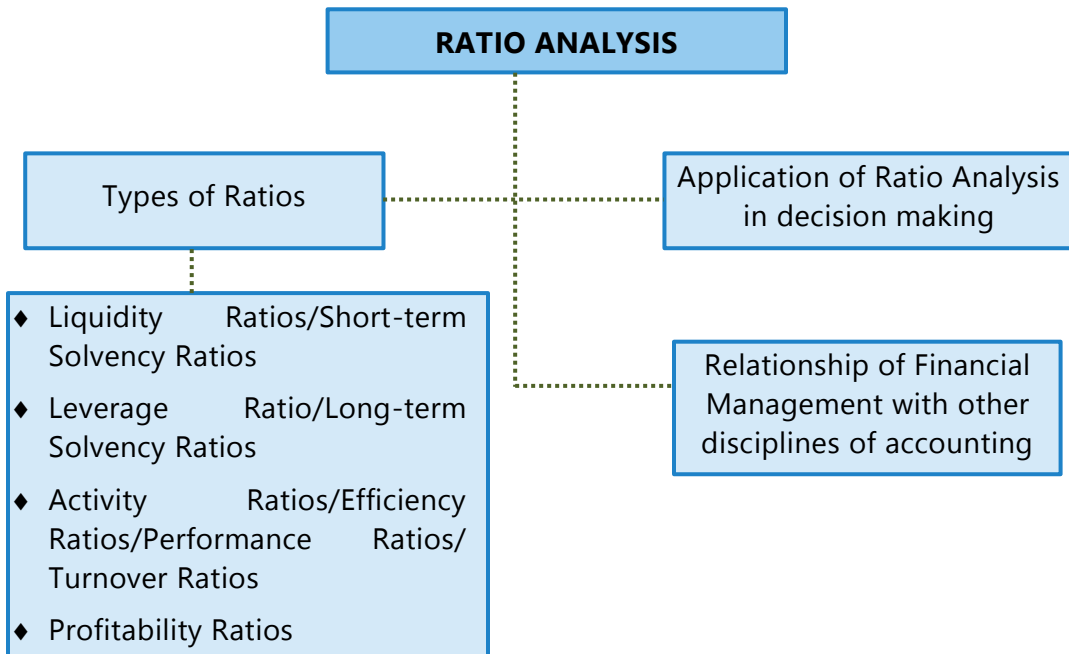 RATIO ANALYSIS
Types of Ratios
Application of Ratio Analysis
in decision making
♦ Liquidity Ratios/Short-term
Solvency Ratios
♦ Leverage Ratio/Long-term
Solvency Ratios
♦ Activity Ratios/Efficiency
Ratios/Performance Ratios/
Turnover Ratios
♦ Profitability Ratios
Relationship of Financial
Management with other
disciplines of accounting